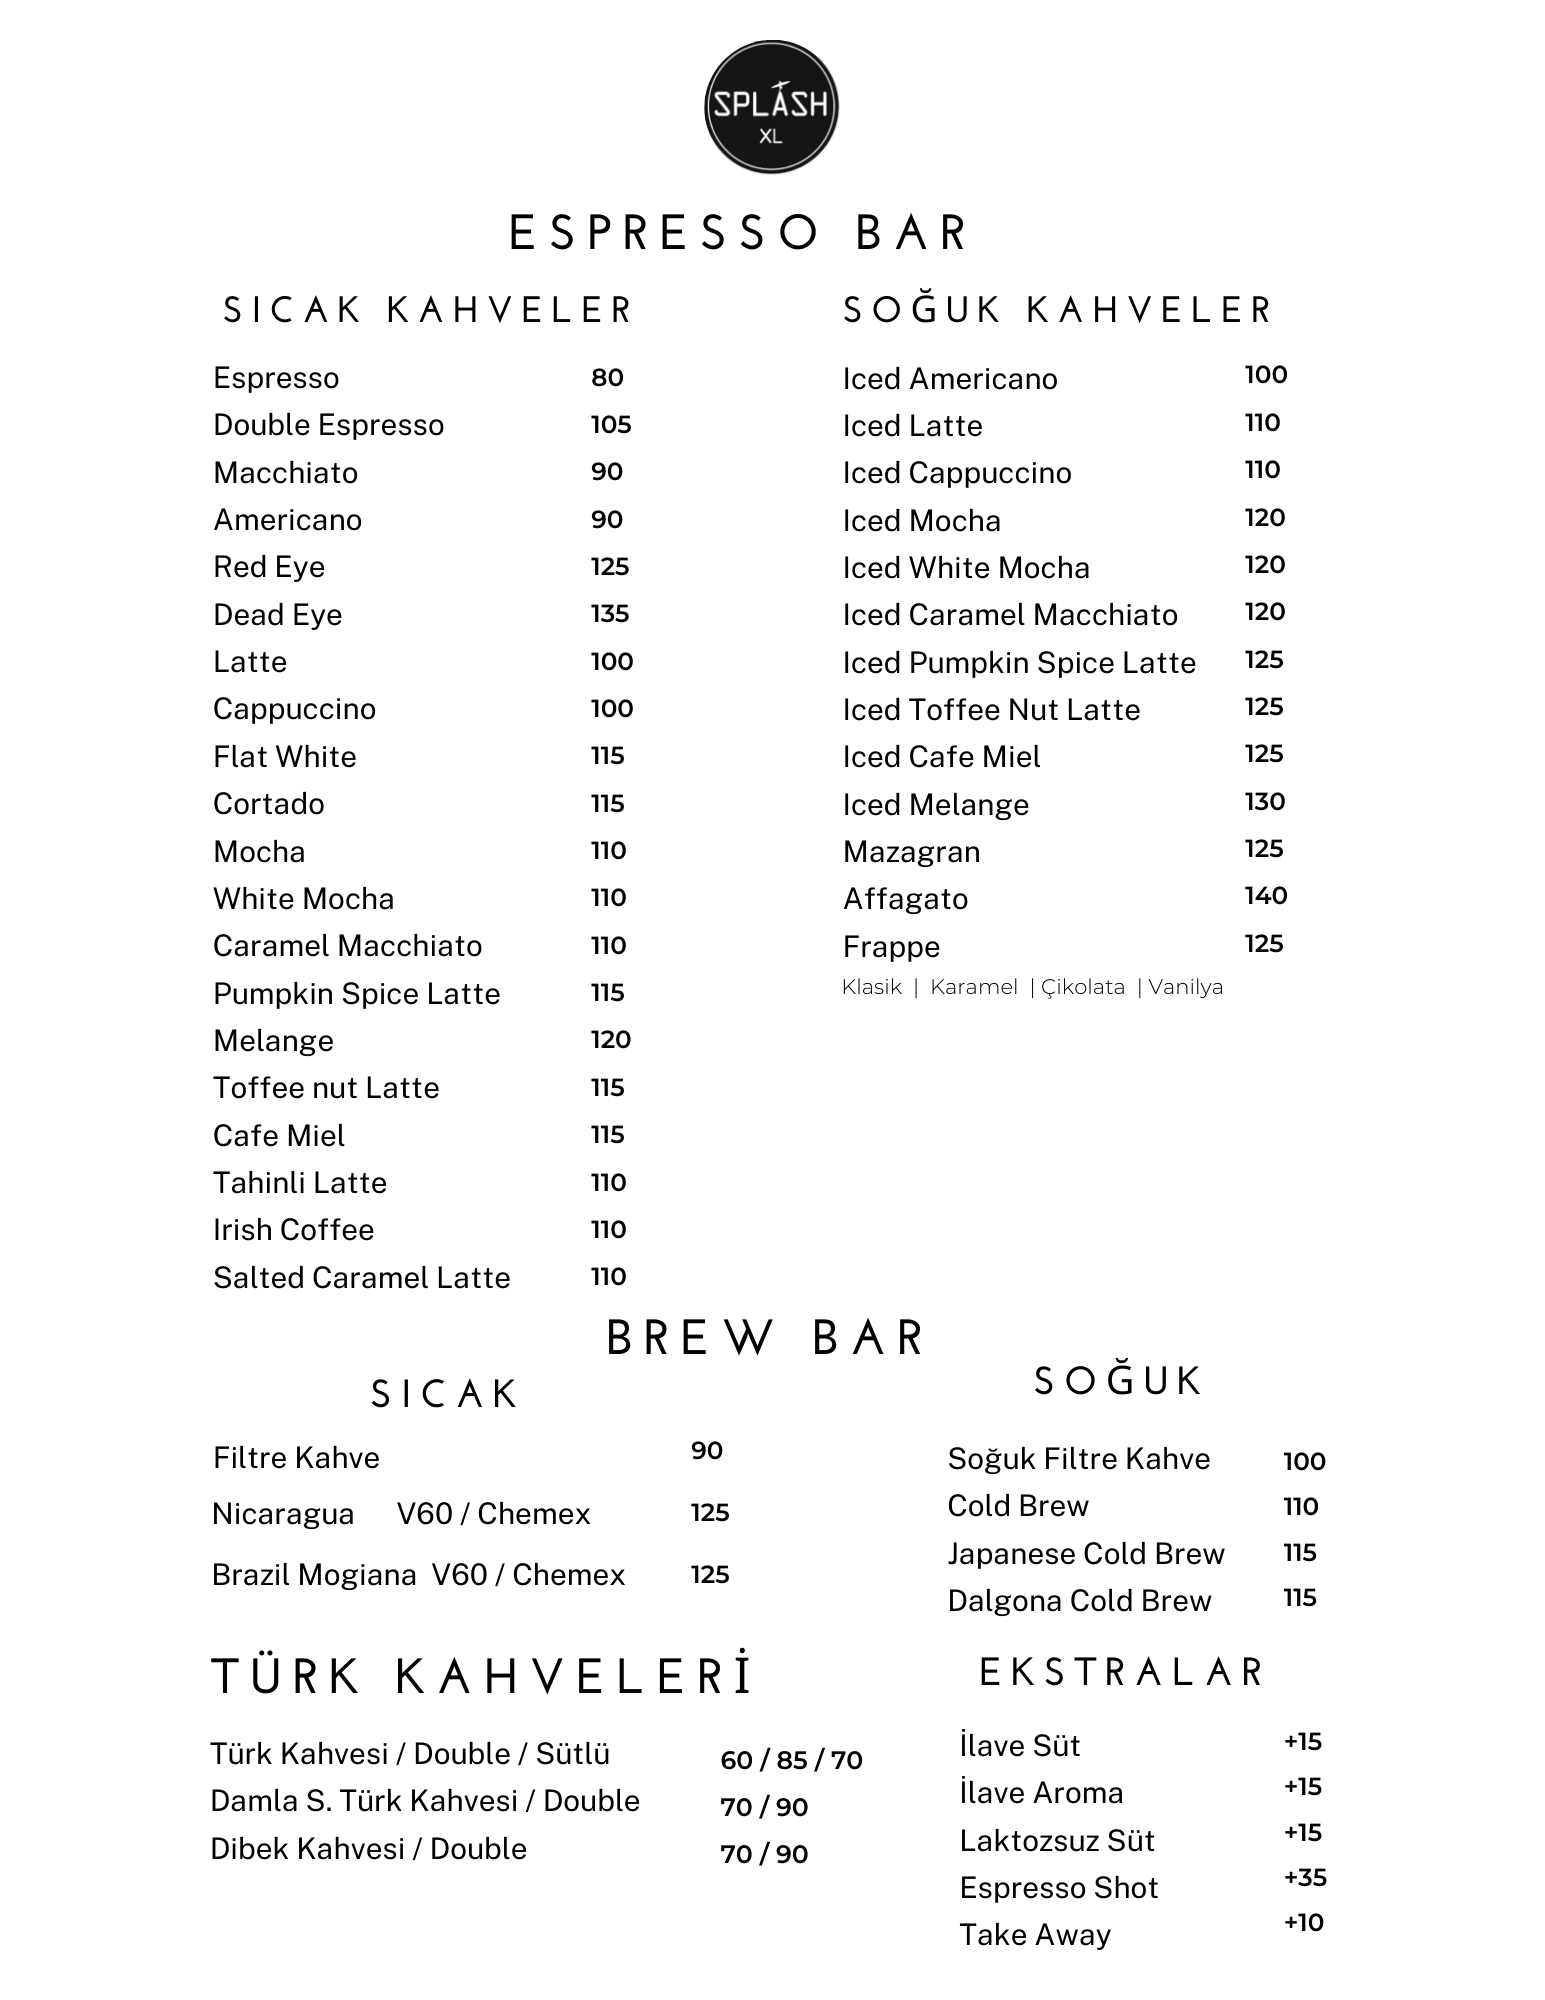 SPLASH
XL
ESPRESSO BAR
SICAK KAHVELER
Espresso 80
Double Espresso 105
Macchiato 90
Americano 90
Red Eye 125
Dead Eye 135
Latte 100
Cappuccino 100
Flat White 115
Cortado 115
Mocha 110
White Mocha 110
Caramel Macchiato 110
Pumpkin Spice Latte 115
Melange 120
Toffee nut Latte 115
Cafe Miel 115
Tahinli Latte 110
Irish Coffee 110
Salted Caramel Latte 110
SOĞUK KAHVELER
Iced Americano 100
Iced Latte 110
Iced Cappuccino 110
Iced Mocha 120
Iced White Mocha 120
Iced Caramel Macchiato 120
Iced Pumpkin Spice Latte 125
Iced Toffee Nut Latte 125
Iced Cafe Miel 125
Iced Melange 130
Mazagran 125
Affagato 140
Frappe 125
Klasik | Karamel | Çikolata | Vanilya
BREW BAR
SICAK
Filtre Kahve 90
Nicaragua V60 / Chemex 125
Brazil Mogiana V60 / Chemex 125
SOĞUK
Soğuk Filtre Kahve 100
Cold Brew 110
Japanese Cold Brew 115
Dalgona Cold Brew 115
TÜRK KAHVELERİ
Türk Kahvesi / Double / Sütlü 60 / 85 / 70
Damla S. Türk Kahvesi / Double 70 / 90
Dibek Kahvesi / Double 70 / 90
EKSTRALAR
İlave Süt +15
İlave Aroma +15
Laktozsuz Süt +15
Espresso Shot +35
Take Away +10